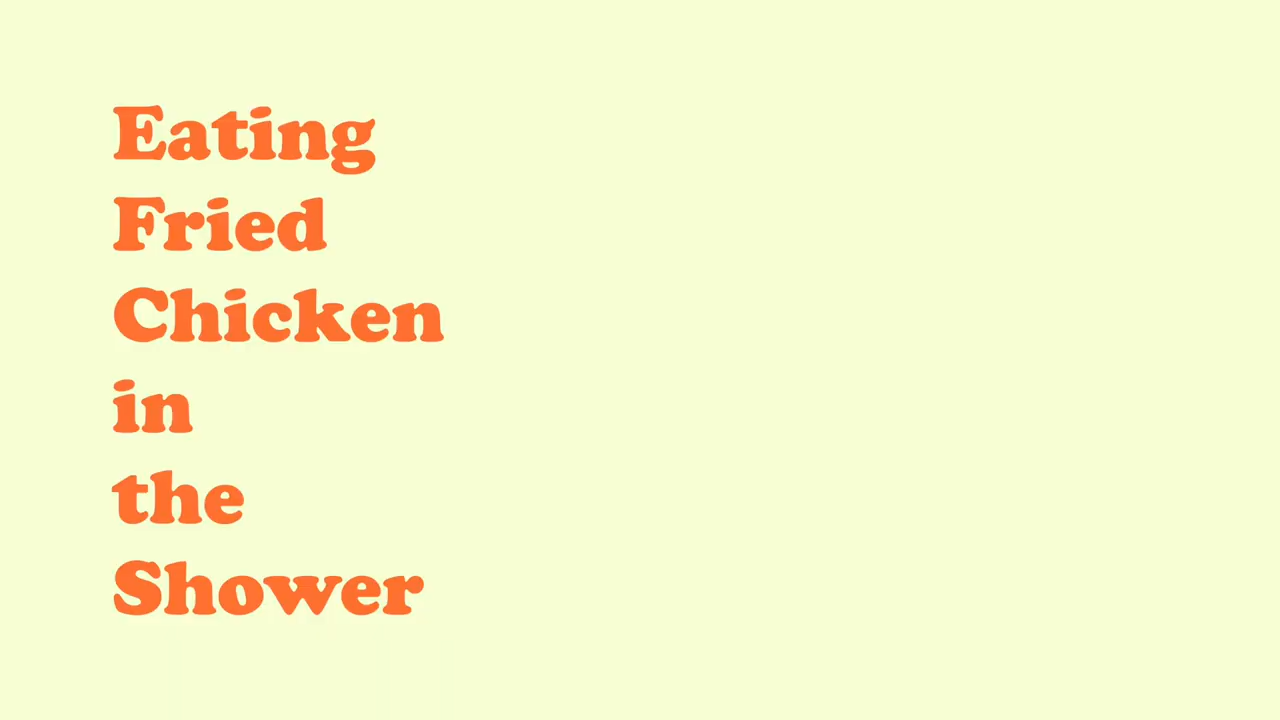 Eating
Fried
Chicken
in
the
Shower